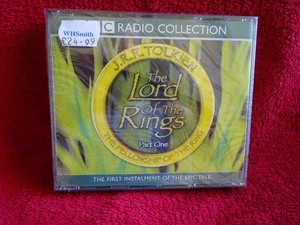 WHSmith
£24.99
C RADIO COLLECTION
J.R.R. TOLKIEN
The
Lord
OF THE
Rings
Part One
THE FELLOWSHIP OF THE RING
THE FIRST INSTALMENT OF THE EPIC TALE